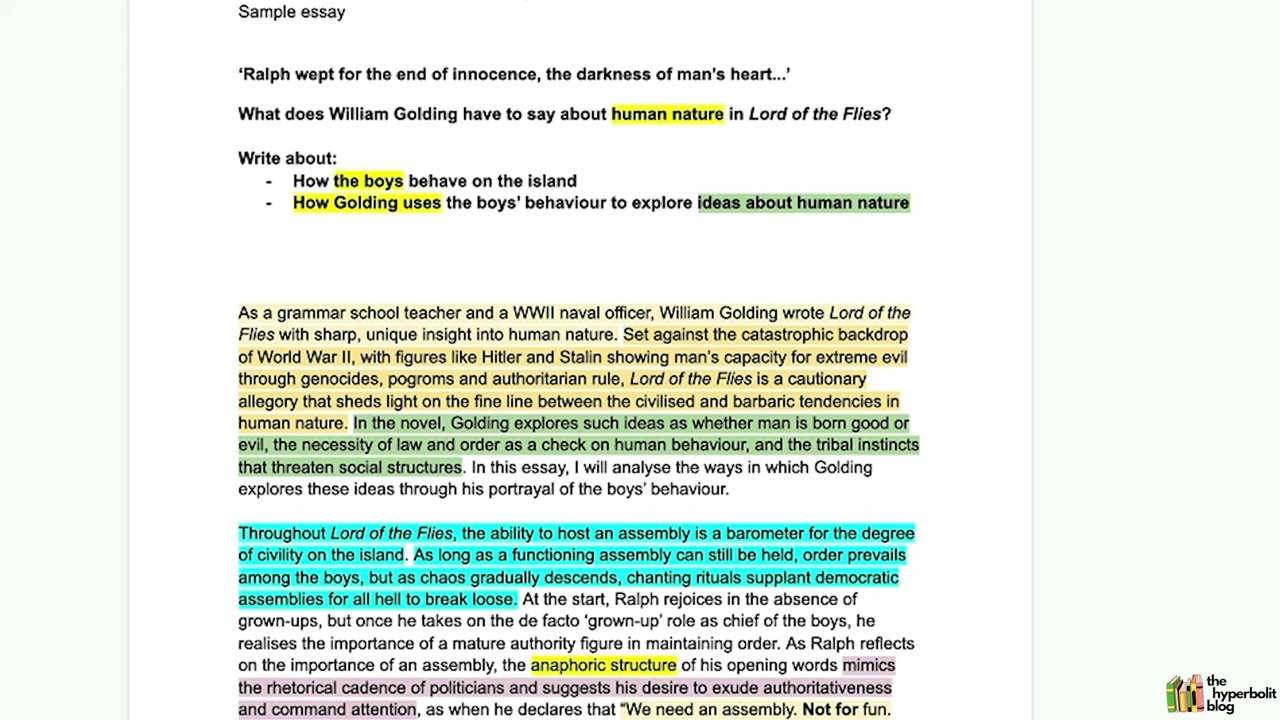 Sample essay
‘Ralph wept for the end of innocence, the darkness of man’s heart...’
What does William Golding have to say about human nature in Lord of the Flies?
Write about:
- How the boys behave on the island
- How Golding uses the boys’ behaviour to explore ideas about human nature
As a grammar school teacher and a WWII naval officer, William Golding wrote Lord of the
Flies with sharp, unique insight into human nature. Set against the catastrophic backdrop
of World War II, with figures like Hitler and Stalin showing man’s capacity for extreme evil
through genocides, pogroms and authoritarian rule, Lord of the Flies is a cautionary
allegory that sheds light on the fine line between the civilised and barbaric tendencies in
human nature. In the novel, Golding explores such ideas as whether man is born good or
evil, the necessity of law and order as a check on human behaviour, and the tribal instincts
that threaten social structures. In this essay, I will analyse the ways in which Golding
explores these ideas through his portrayal of the boys’ behaviour.
Throughout Lord of the Flies, the ability to host an assembly is a barometer for the degree
of civility on the island. As long as a functioning assembly can still be held, order prevails
among the boys, but as chaos gradually descends, chanting rituals supplant democratic
assemblies for all hell to break loose. At the start, Ralph rejoices in the absence of
grown-ups, but once he takes on the de facto ‘grown-up’ role as chief of the boys, he
realises the importance of a mature authority figure in maintaining order. As Ralph reflects
on the importance of an assembly, the anaphoric structure of his opening words mimics
the rhetorical cadence of politicians and suggests his desire to exude authoritativeness
and command attention, as when he declares that “We need an assembly. Not for fun.
the
hyperbolit
blog